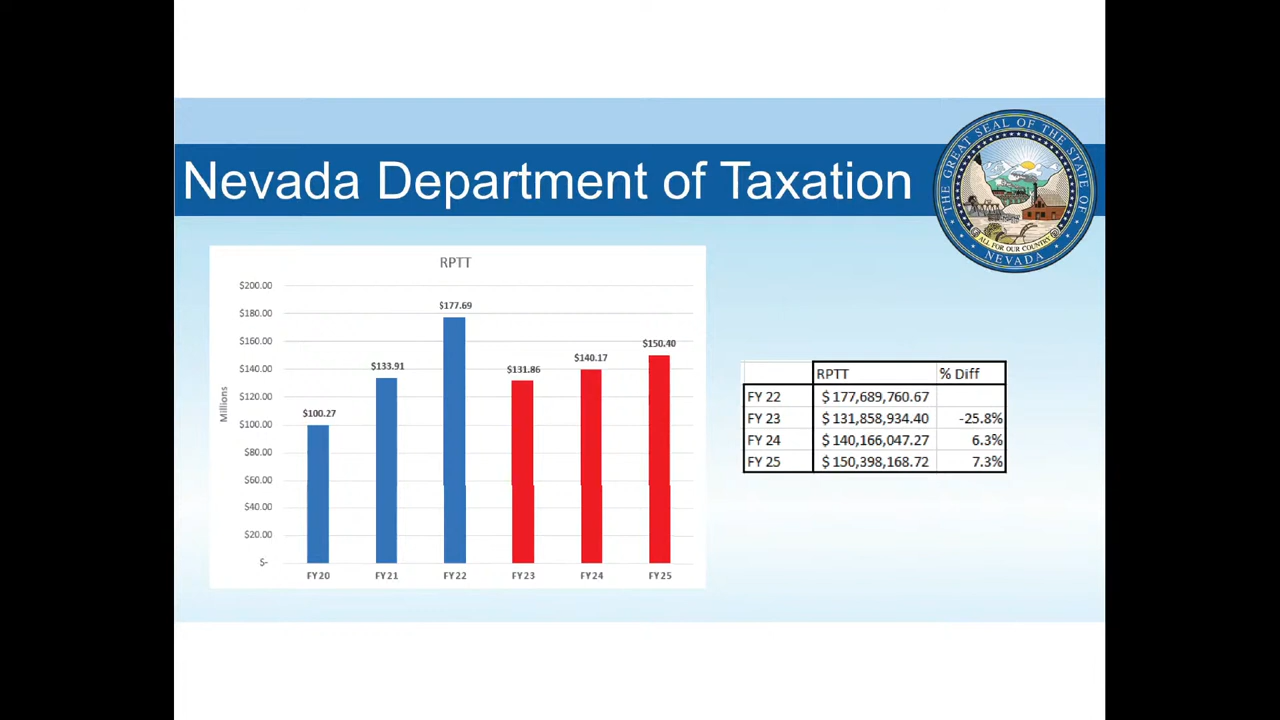 Nevada Department of Taxation
THE GREAT SEAL OF THE STATE OF
NEVADA
ALL FOR OUR COUNTRY
RPTT
$200.00
$180.00
$160.00
$140.00
$120.00
$100.00
$80.00
$60.00
$40.00
$20.00
$-
Millions
$100.27
$133.91
$177.69
$131.86
$140.17
$150.40
FY20
FY21
FY22
FY23
FY24
FY25
RPTT % Diff
FY 22 $ 177,689,760.67
FY 23 $ 131,858,934.40 -25.8%
FY 24 $ 140,166,047.27 6.3%
FY 25 $ 150,398,168.72 7.3%